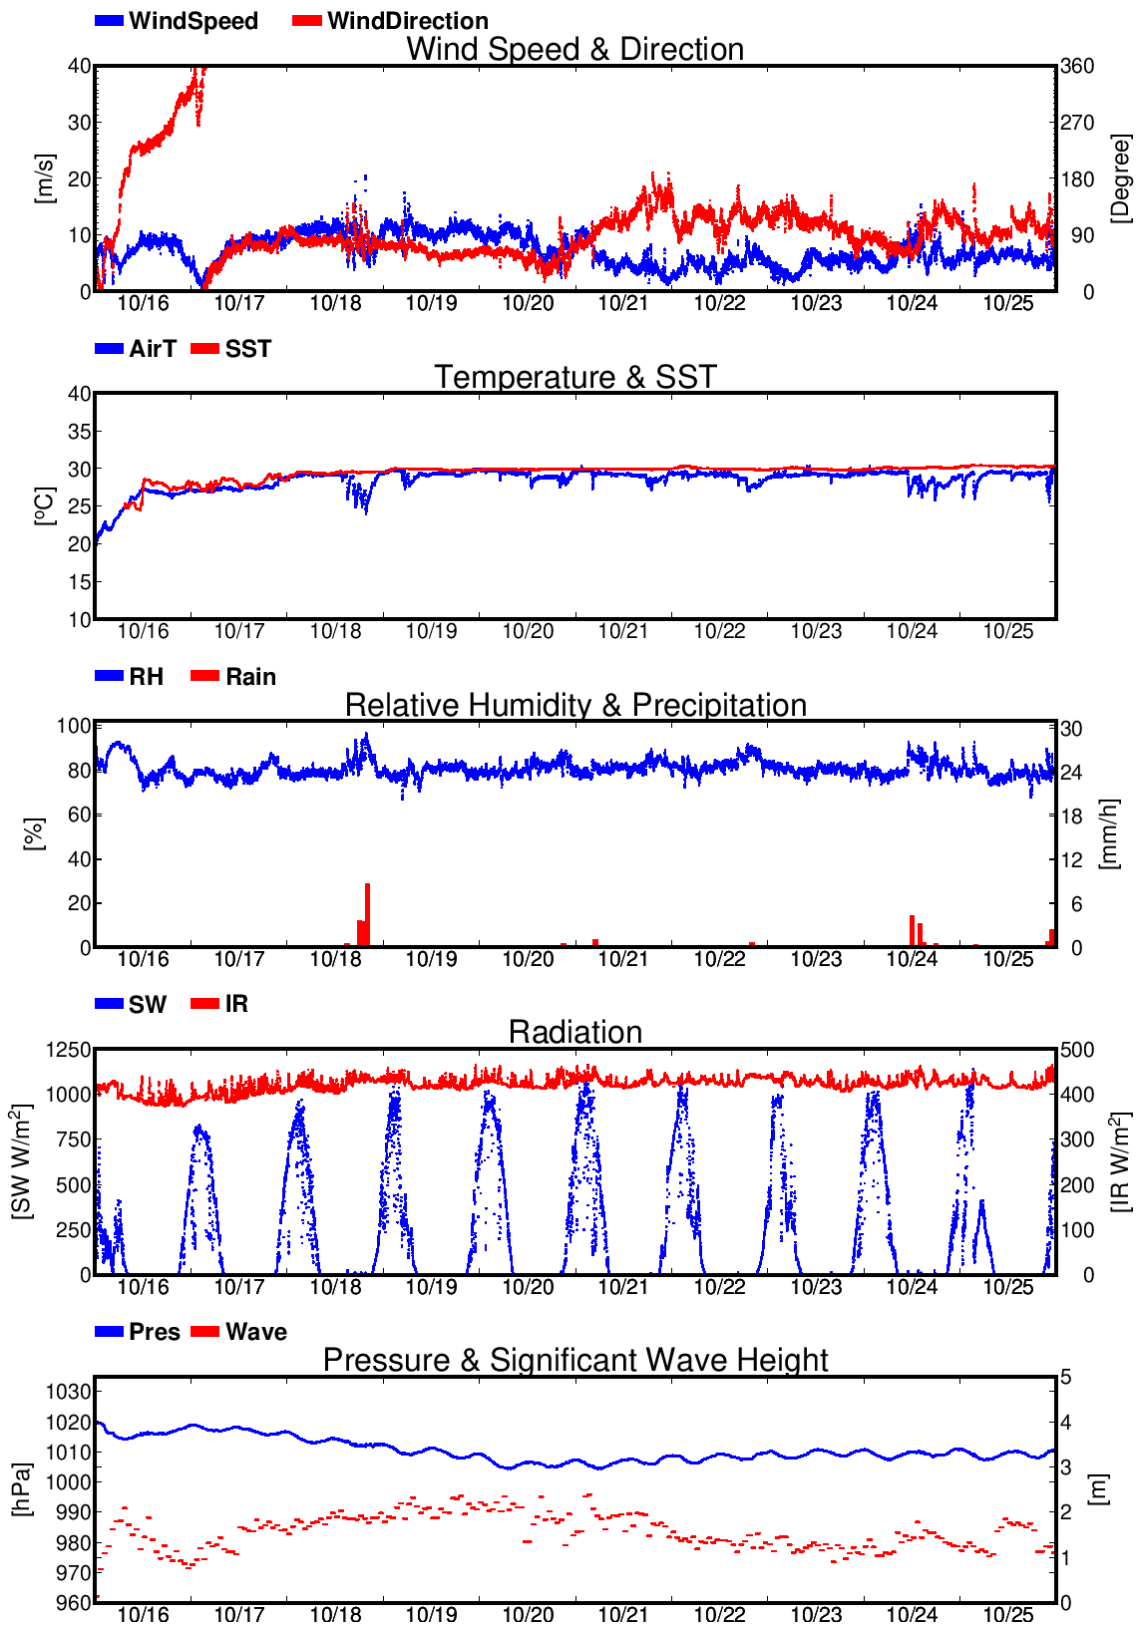 WindSpeed WindDirection
Wind Speed & Direction
40 360
30 270
20 180
10 90
0 0
[m/s] [Degree]
10/16 10/17 10/18 10/19 10/20 10/21 10/22 10/23 10/24 10/25
AirT SST
Temperature & SST
40
35
30
25
20
15
10
[°C]
10/16 10/17 10/18 10/19 10/20 10/21 10/22 10/23 10/24 10/25
RH Rain
Relative Humidity & Precipitation
100 30
80 24
60 18
40 12
20 6
0 0
[%] [mm/h]
10/16 10/17 10/18 10/19 10/20 10/21 10/22 10/23 10/24 10/25
SW IR
Radiation
1250 500
1000 400
750 300
500 200
250 100
0 0
[SW W/m²] [IR W/m²]
10/16 10/17 10/18 10/19 10/20 10/21 10/22 10/23 10/24 10/25
Pres Wave
Pressure & Significant Wave Height
1030 5
1020 4
1010 3
1000 2
990 1
980 0
970
960
[hPa] [m]
10/16 10/17 10/18 10/19 10/20 10/21 10/22 10/23 10/24 10/25